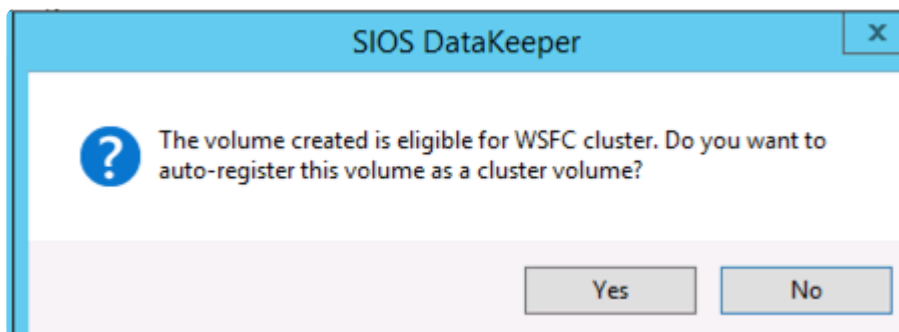 SIOS DataKeeper
x
The volume created is eligible for WSFC cluster. Do you want to
auto-register this volume as a cluster volume?
Yes
No